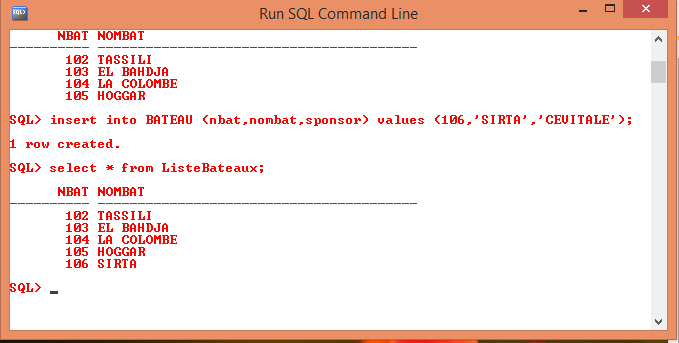 Run SQL Command Line
NBAT NOMBAT
---------- ----------------------------------------
102 TASSILI
103 EL BAHDJA
104 LA COLOMBE
105 HOGGAR
SQL> insert into BATEAU (nbat,nombat,sponsor) values (106,'SIRTA','CEVITALE');
1 row created.
SQL> select * from ListeBateaux;
NBAT NOMBAT
---------- ----------------------------------------
102 TASSILI
103 EL BAHDJA
104 LA COLOMBE
105 HOGGAR
106 SIRTA
SQL> _